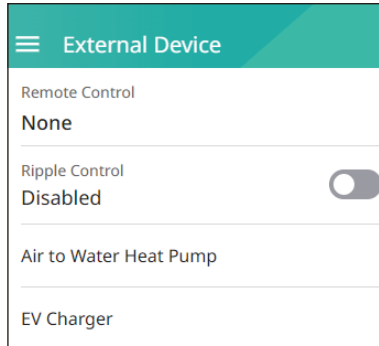 External Device
Remote Control
None
Ripple Control
Disabled
Air to Water Heat Pump
EV Charger